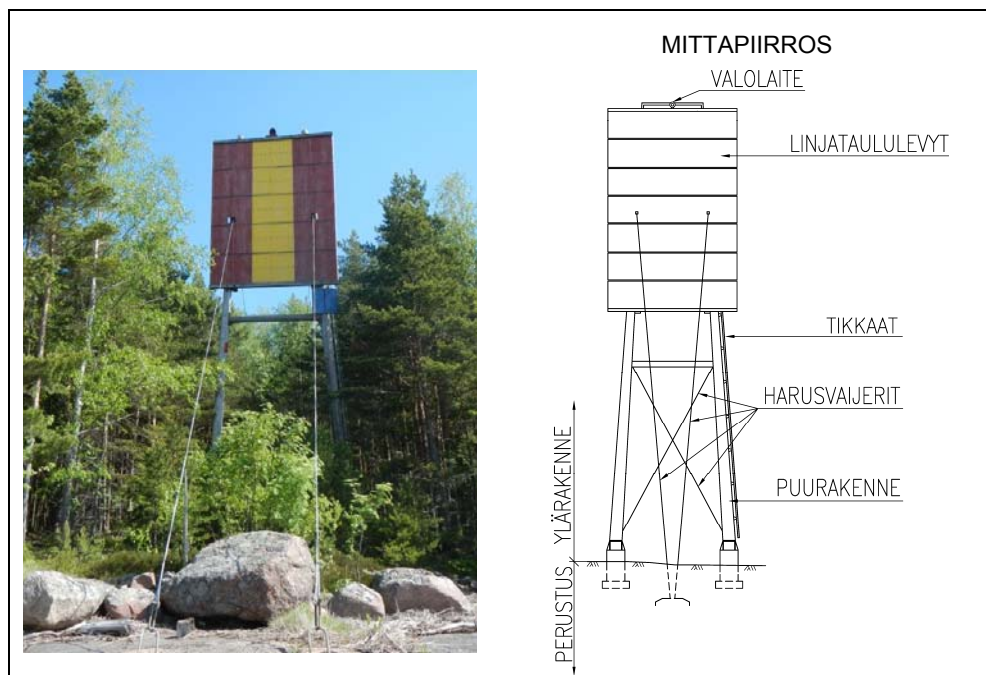 MITTAPIIRROS
VALOLAITE
LINJATAULULEVYT
TIKKAAT
HARUSVAIJERIT
PUURAKENNE
YLÄRAKENNE
PERUSTUS